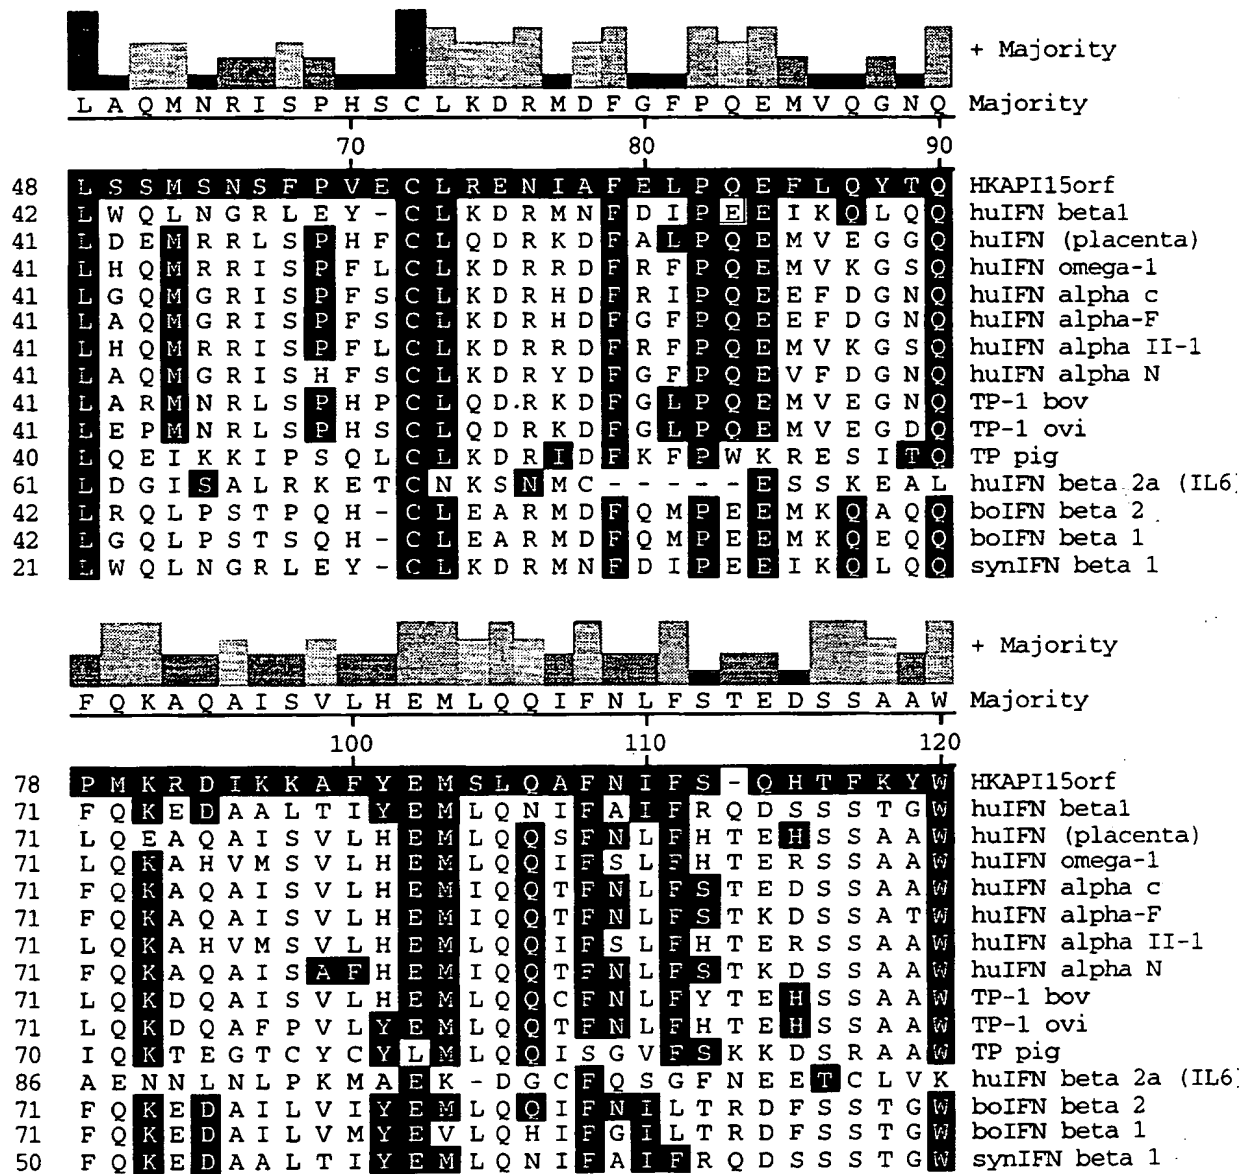 + Majority
L A Q M N R I S P H S C L K D R M D F G F P Q E M V Q G N Q Majority
70 80 90
48 L S S M S N S F P V E C L R E N I A F E L P Q E F L Q Y T Q HKAPI15orf
42 L W Q L N G R L E Y - C L K D R M N F D I P E E I K Q L Q Q huIFN beta1
41 L D E M R R L S P H F C L Q D R K D F A L P Q E M V E G G Q huIFN (placenta)
41 L H Q M R R I S P F L C L K D R R D F R F P Q E M V K G S Q huIFN omega-1
41 L G Q M G R I S P F S C L K D R H D F R I P Q E E F D G N Q huIFN alpha c
41 L A Q M G R I S P F S C L K D R H D F G F P Q E E F D G N Q huIFN alpha-F
41 L H Q M R R I S P F L C L K D R R D F R F P Q E M V K G S Q huIFN alpha II-1
41 L A Q M G R I S H F S C L K D R Y D F G F P Q E V F D G N Q huIFN alpha N
41 L A R M N R L S P H P C L Q D R K D F G L P Q E M V E G N Q TP-1 bov
41 L E P M N R L S P H S C L Q D R K D F G L P Q E M V E G D Q TP-1 ovi
40 L Q E I K K I P S Q L C L K D R I D F K F P W K R E S I T Q TP pig
61 L D G I S A L R K E T C N K S N M C - - - - - E S S K E A L huIFN beta 2a (IL6)
42 L R Q L P S T P Q H - C L E A R M D F Q M P E E M K Q A Q Q boIFN beta 2
42 L G Q L P S T S Q H - C L E A R M D F Q M P E E M K Q E Q Q boIFN beta 1
21 L W Q L N G R L E Y - C L K D R M N F D I P E E I K Q L Q Q synIFN beta 1
+ Majority
F Q K A Q A I S V L H E M L Q Q I F N L F S T E D S S A A W Majority
100 110 120
78 P M K R D I K K A F Y E M S L Q A F N I F S - Q H T F K Y W HKAPI15orf
71 F Q K E D A A L T I Y E M L Q N I F A I F R Q D S S S T G W huIFN beta1
71 L Q E A Q A I S V L H E M L Q Q S F N L F H T E H S S A A W huIFN (placenta)
71 L Q K A H V M S V L H E M L Q Q I F S L F H T E R S S A A W huIFN omega-1
71 F Q K A Q A I S V L H E M I Q Q T F N L F S T E D S S A A W huIFN alpha c
71 F Q K A Q A I S V L H E M I Q Q T F N L F S T K D S S A T W huIFN alpha-F
71 L Q K A H V M S V L H E M L Q Q I F S L F H T E R S S A A W huIFN alpha II-1
71 F Q K A Q A I S A F H E M I Q Q T F N L F S T K D S S A A W huIFN alpha N
71 L Q K D Q A I S V L H E M L Q Q C F N L F Y T E H S S A A W TP-1 bov
71 L Q K D Q A F P V L Y E M L Q Q T F N L F H T E H S S A A W TP-1 ovi
70 I Q K T E G T C Y C Y L M L Q Q I S G V F S K K D S R A A W TP pig
86 A E N N L N L P K M A E K - D G C F Q S G F N E E T C L V K huIFN beta 2a (IL6)
71 F Q K E D A I L V I Y E M L Q Q I F N I L T R D F S S T G W boIFN beta 2
71 F Q K E D A I L V M Y E V L Q H I F G I L T R D F S S T G W boIFN beta 1
50 F Q K E D A A L T I Y E M L Q N I F A I F R Q D S S S T G W synIFN beta 1